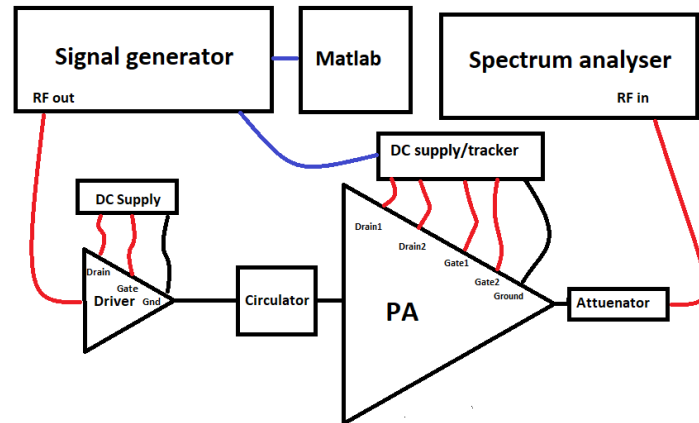 Signal generator
RF out
Matlab
Spectrum analyser
RF in
DC supply/tracker
DC Supply
Drain1
Drain2
Gate1
Gate2
Ground
Drain
Gate
Gnd
Driver
Circulator
PA
Attuenator